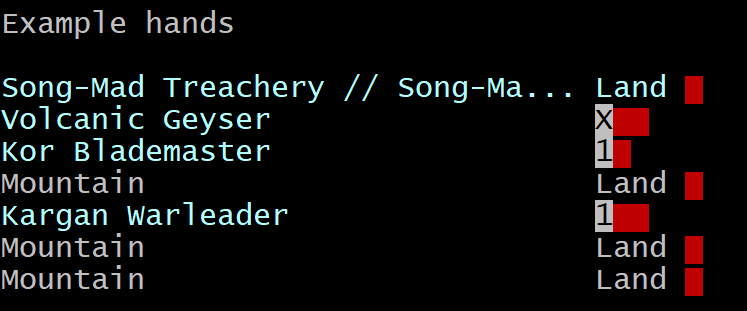 Example hands
Song-Mad Treachery // Song-Ma... Land
Volcanic Geyser X
Kor Blademaster 1
Mountain Land
Kargan Warleader 1
Mountain Land
Mountain Land